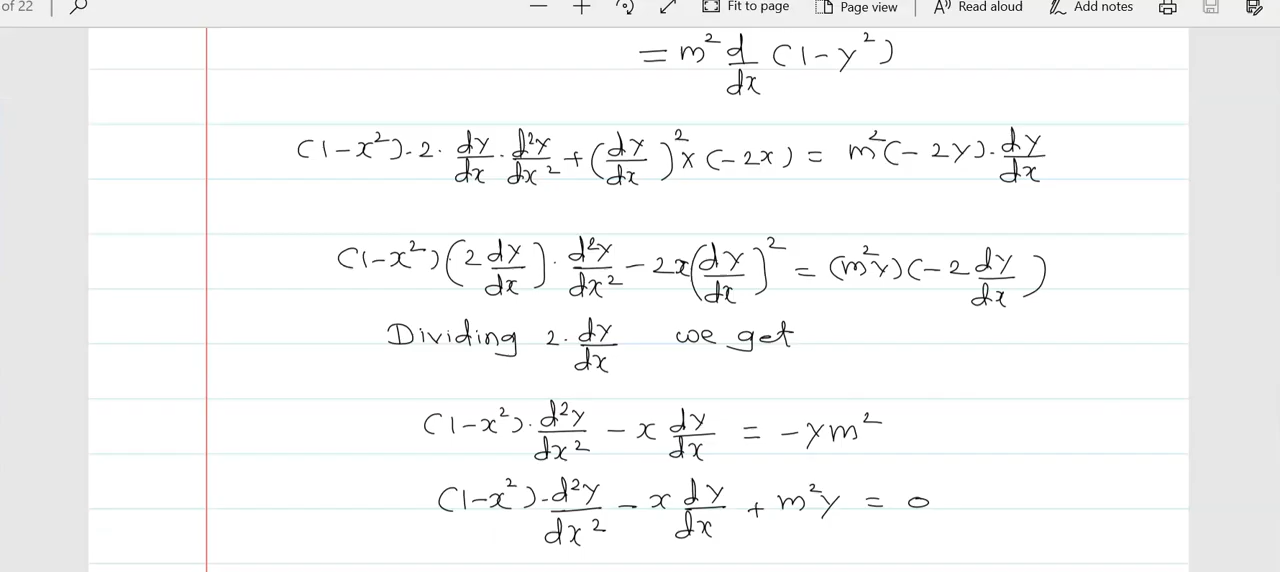 of 22 — + Fit to page Page view Read aloud Add notes
= m² d/dx (1-y²)
(1-x²).2. dy/dx . d²y/dx² + (dy/dx)² x (-2x) = m²(-2y). dy/dx
(1-x²)(2 dy/dx). d²y/dx² - 2x(dy/dx)² = (m²y)(-2 dy/dx)
Dividing 2. dy/dx we get
(1-x²). d²y/dx² - x dy/dx = -ym²
(1-x²). d²y/dx² - x dy/dx + m²y = 0